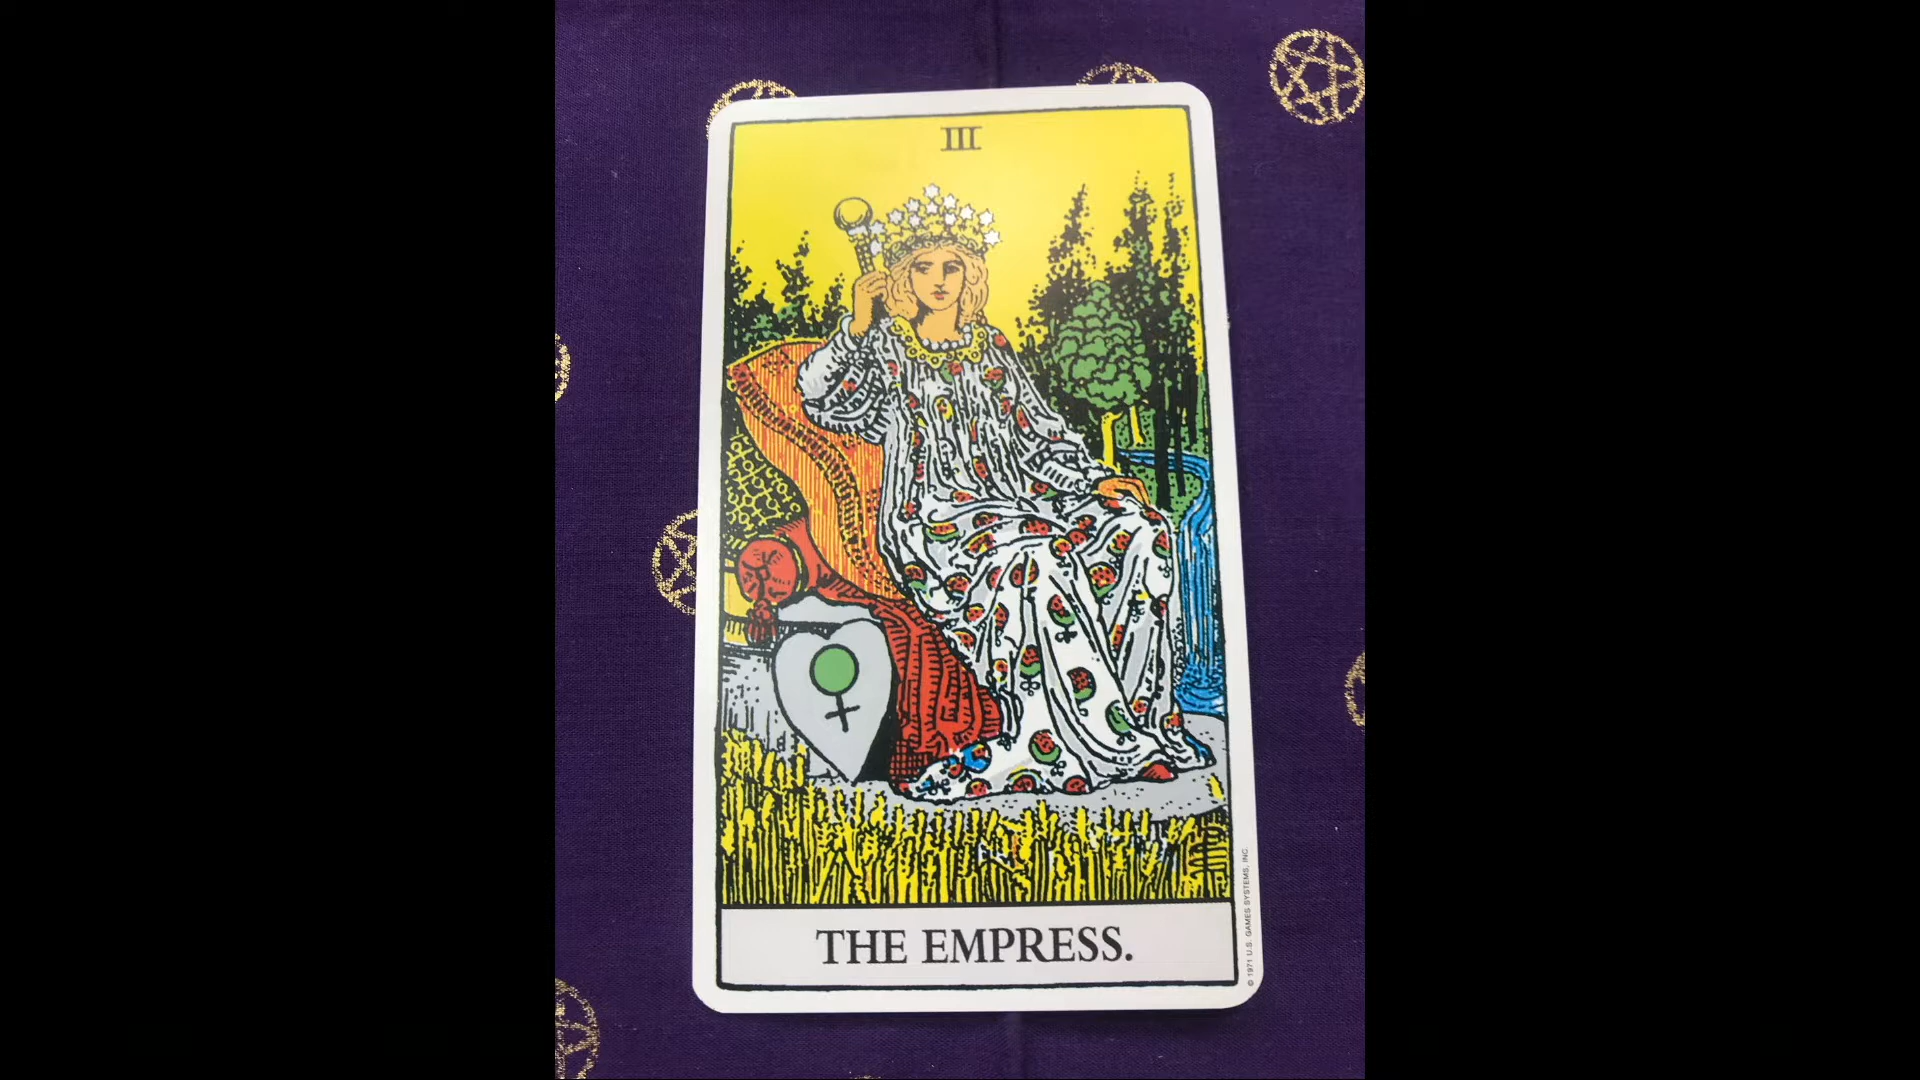 III
THE EMPRESS.
© 1971 U.S. GAMES SYSTEMS, INC.